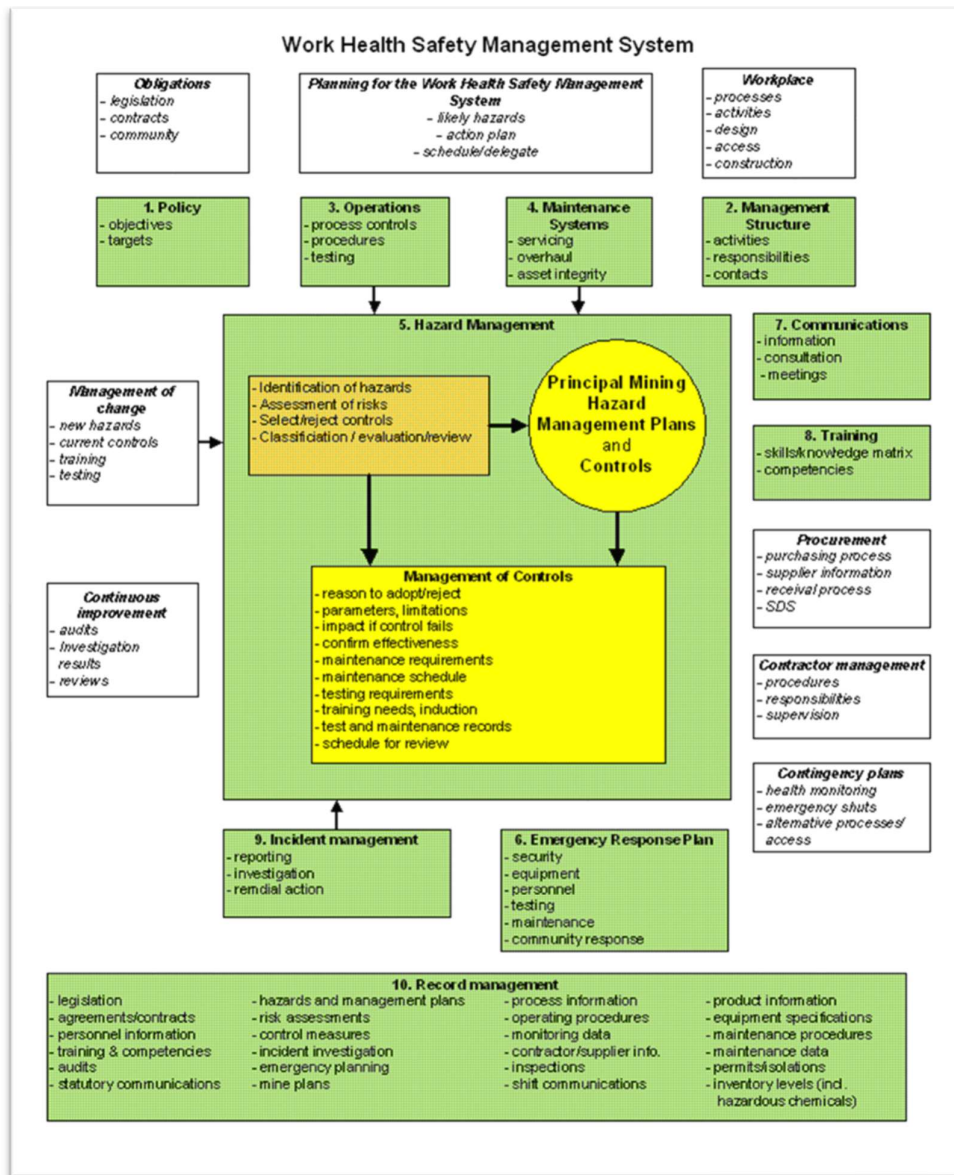 Work Health Safety Management System
Obligations
- legislation
- contracts
- community
Planning for the Work Health Safety Management
System
- likely hazards
- action plan
- schedule/delegate
Workplace
- processes
- activities
- design
- access
- construction
1. Policy
- objectives
- targets
3. Operations
- process controls
- procedures
- testing
4. Maintenance
Systems
- servicing
- overhaul
- asset integrity
2. Management
Structure
- activities
- responsibilities
- contacts
5. Hazard Management
- Identification of hazards
- Assessment of risks
- Select/reject controls
- Classificiation / evaluation/review
Principal Mining
Hazard
Management Plans
and
Controls
Management of Controls
- reason to adopt/reject
- parameters, limitations
- impact if control fails
- confirm effectiveness
- maintenance requirements
- maintenance schedule
- testing requirements
- training needs, induction
- test and maintenance records
- schedule for review
Management of
change
- new hazards
- current controls
- training
- testing
Continuous
improvement
- audits
- Investigation
results
- reviews
7. Communications
- information
- consultation
- meetings
8. Training
- skills/knowledge matrix
- competencies
Procurement
- purchasing process
- supplier information
- receival process
- SDS
Contractor management
- procedures
- responsibilities
- supervision
Contingency plans
- health monitoring
- emergency shuts
- alternative processes/
access
9. Incident management
- reporting
- investigation
- remdial action
6. Emergency Response Plan
- security
- equipment
- personnel
- testing
- maintenance
- community response
10. Record management
- legislation
- agreements/contracts
- personnel information
- training & competencies
- audits
- statutory communications
- hazards and management plans
- risk assessments
- control measures
- incident investigation
- emergency planning
- mine plans
- process information
- operating procedures
- monitoring data
- contractor/supplier info.
- inspections
- shift communications
- product information
- equipment specifications
- maintenance procedures
- maintenance data
- permits/isolations
- inventory levels (incl.
hazardous chemicals)